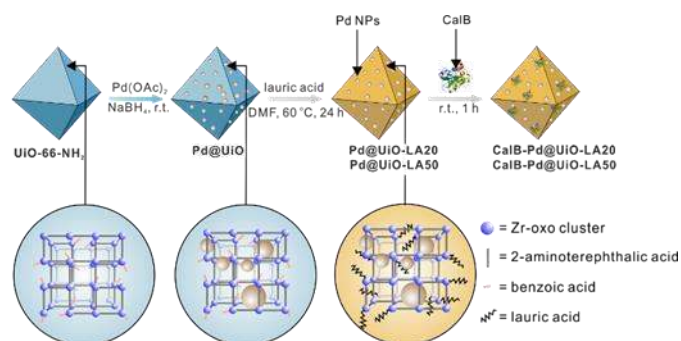 Pd NPs
CalB
Pd(OAc)₂
NaBH₄, r.t.
lauric acid
DMF, 60 °C, 24 h
r.t., 1 h
UiO-66-NH₂
Pd@UiO
Pd@UiO-LA20
Pd@UiO-LA50
CalB-Pd@UiO-LA20
CalB-Pd@UiO-LA50
= Zr-oxo cluster
= 2-aminoterephthalic acid
= benzoic acid
= lauric acid